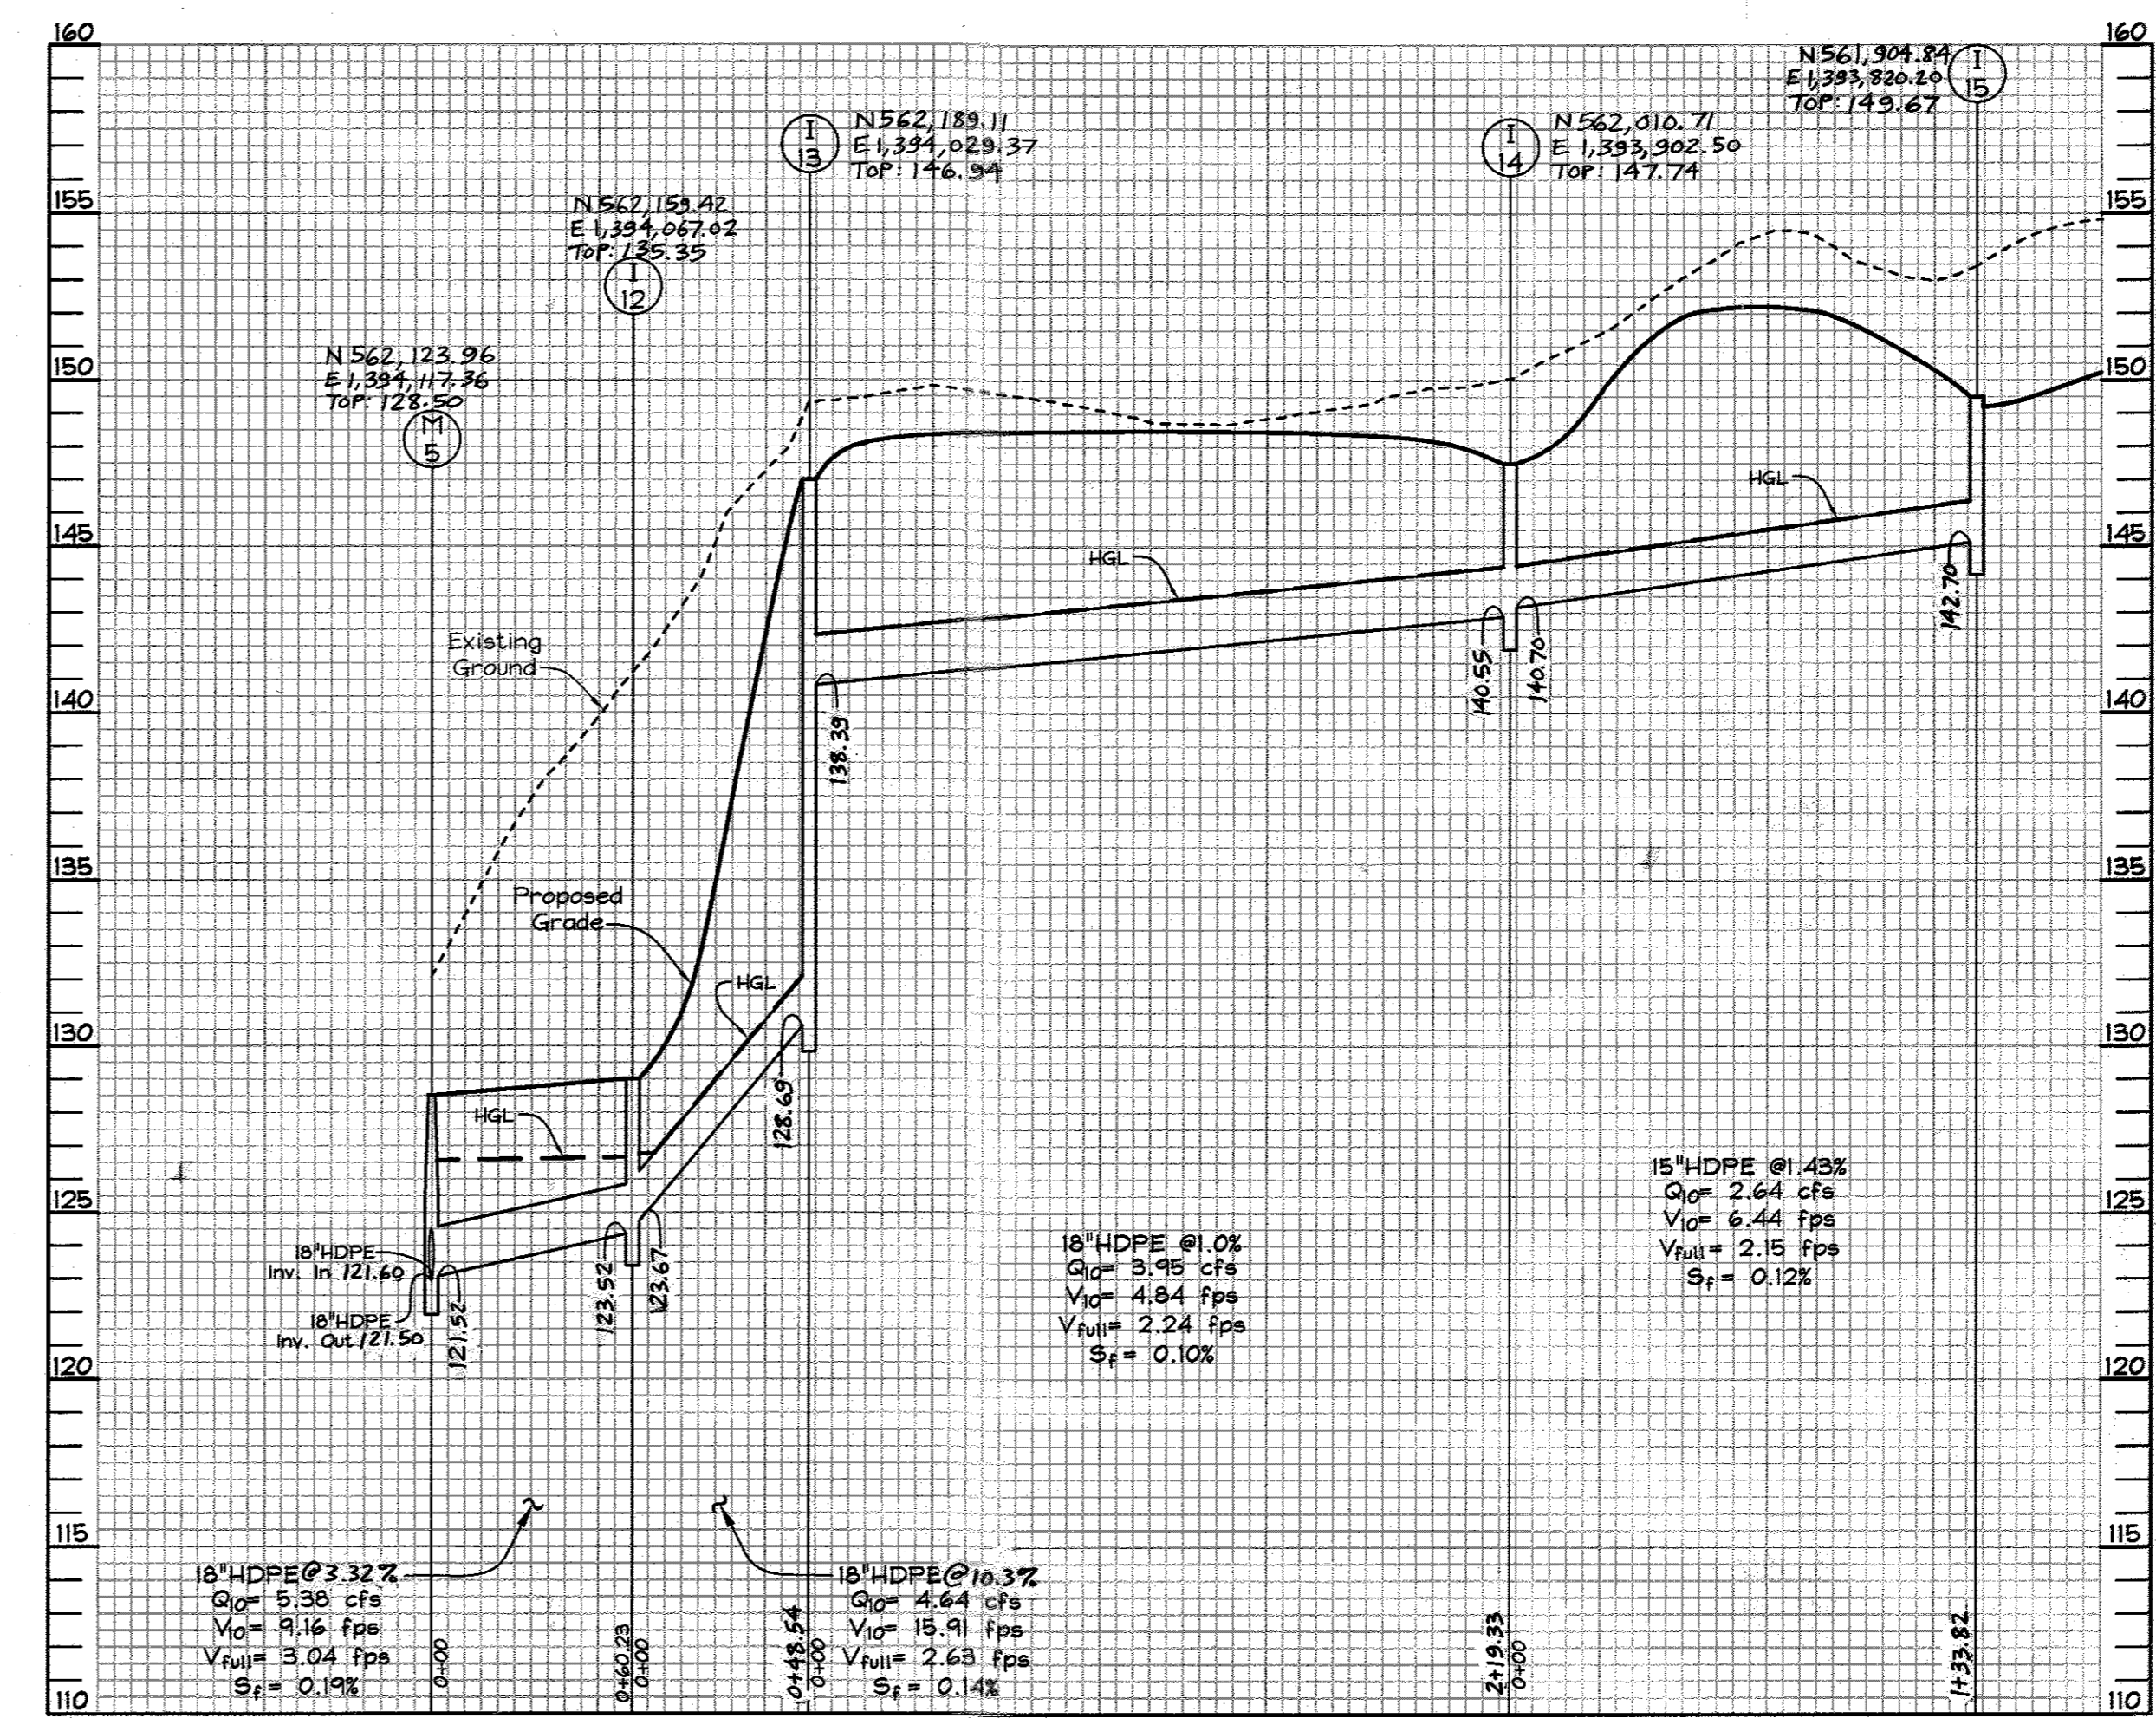 160
160
N 561,904.84
E 1,393,820.20
TOP: 149.67
I
15
I
13
N 562,189.11
E 1,394,029.37
TOP: 146.94
I
14
N 562,010.71
E 1,393,902.50
TOP: 147.74
N 562,159.42
E 1,394,067.02
TOP: 135.35
I
12
155
155
N 562,123.96
E 1,394,117.36
TOP: 128.50
M
5
150
150
HGL
145
145
HGL
142.70
Existing
Ground
140.55
140.70
140
140
138.39
135
135
Proposed
Grade
HGL
130
130
128.69
HGL
125
125
18"HDPE
Inv. In 121.60
18"HDPE
Inv. Out 121.50
121.52
123.52
123.67
18"HDPE @1.0%
Q10= 3.95 cfs
V10= 4.84 fps
Vfull= 2.24 fps
Sf= 0.10%
15"HDPE @1.43%
Q10= 2.64 cfs
V10= 6.44 fps
Vfull= 2.15 fps
Sf= 0.12%
120
120
115
115
18"HDPE@3.32%
Q10= 5.38 cfs
V10= 9.16 fps
Vfull= 3.04 fps
Sf= 0.19%
18"HDPE@10.3%
Q10= 4.64 cfs
V10= 15.91 fps
Vfull= 2.63 fps
Sf= 0.14%
0+00
0+60.23
0+00
0+48.54
0+00
2+19.33
0+00
1+33.82
110
110